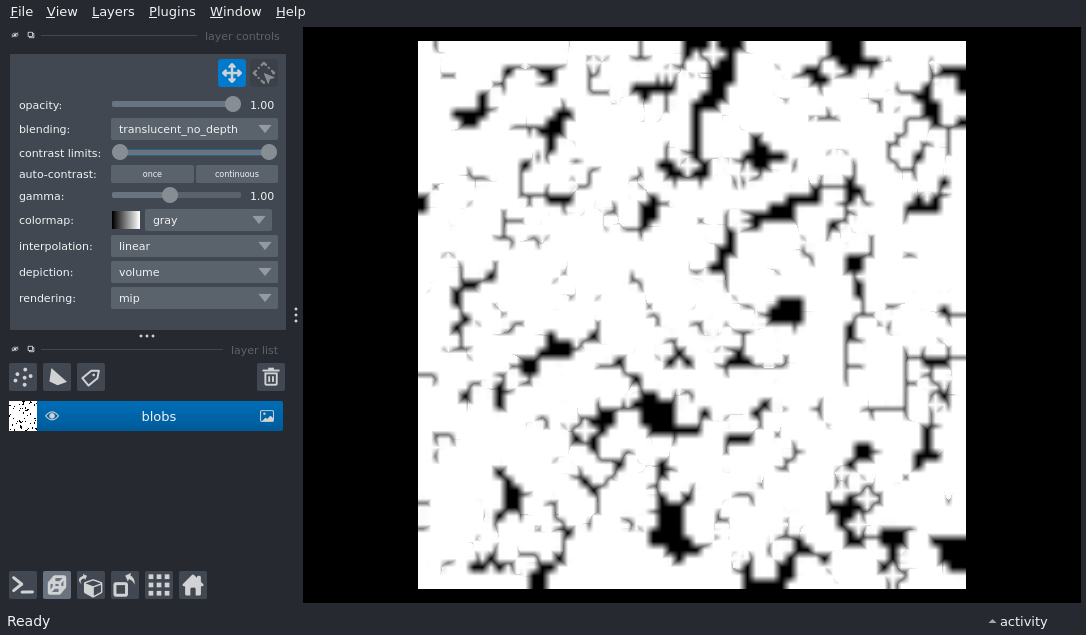 File View Layers Plugins Window Help
layer controls
opacity: 1.00
blending: translucent_no_depth
contrast limits:
auto-contrast: once continuous
gamma: 1.00
colormap: gray
interpolation: linear
depiction: volume
rendering: mip
layer list
blobs
Ready activity